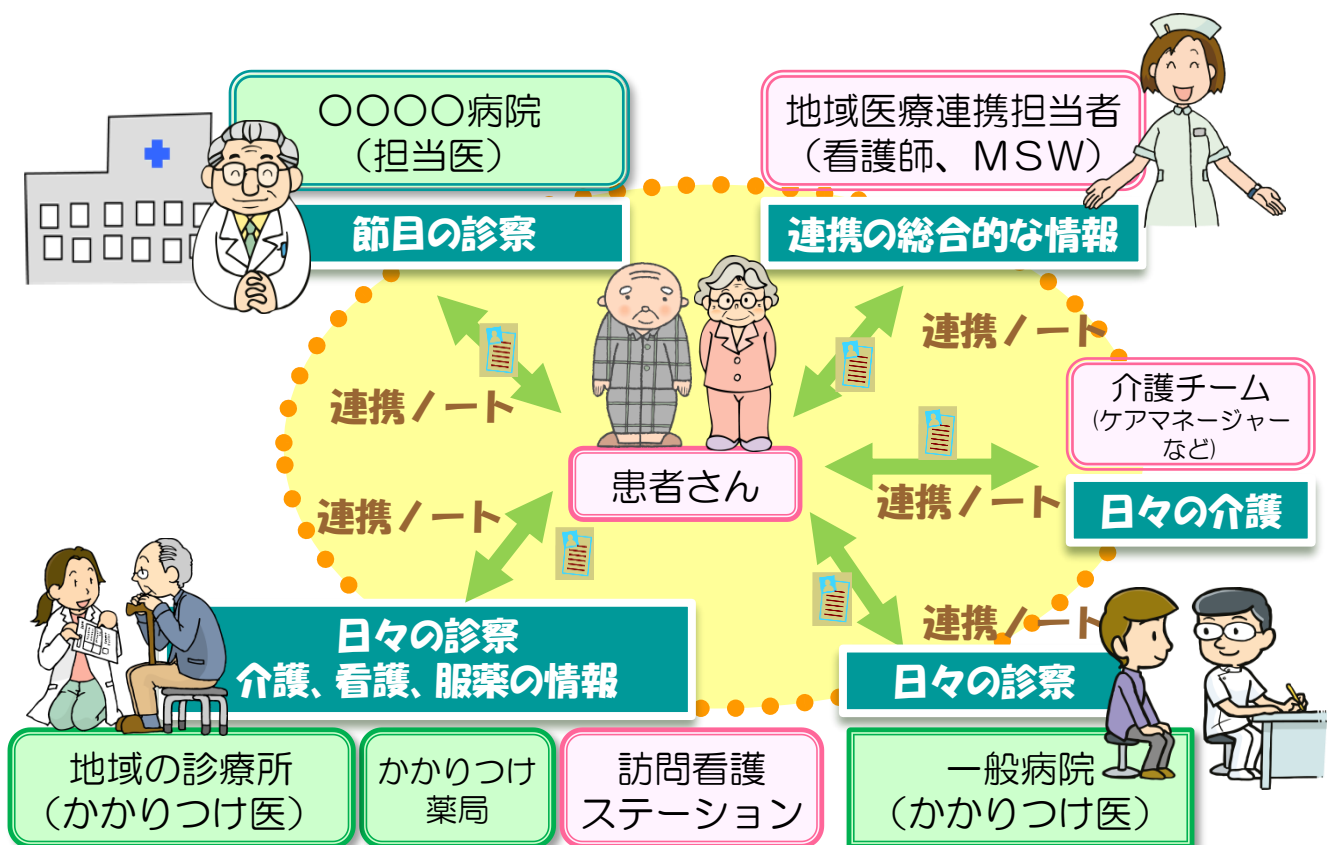 〇〇〇〇病院
（担当医）
節目の診察
地域医療連携担当者
（看護師、ＭＳＷ）
連携の総合的な情報
連携ノート
連携ノート
介護チーム
(ケアマネージャー
など)
日々の介護
患者さん
連携ノート
連携ノート
連携ノート
日々の診察
介護、看護、服薬の情報
日々の診察
地域の診療所
（かかりつけ医）
かかりつけ
薬局
訪問看護
ステーション
一般病院
（かかりつけ医）